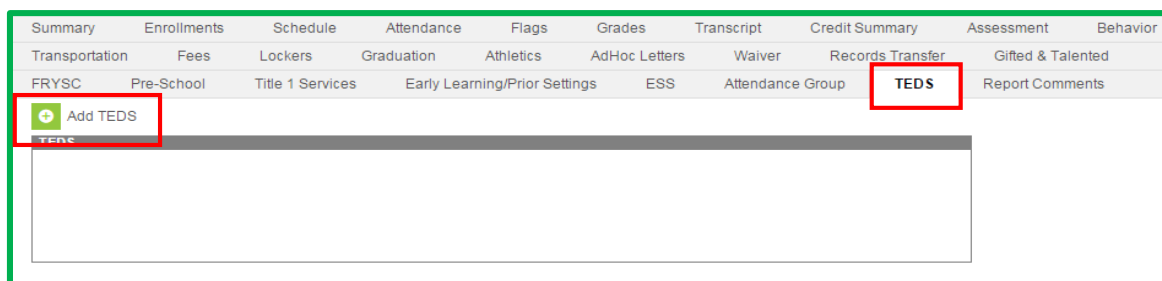 Summary Enrollments Schedule Attendance Flags Grades Transcript Credit Summary Assessment Behavior
Transportation Fees Lockers Graduation Athletics AdHoc Letters Waiver Records Transfer Gifted & Talented
FRYSC Pre-School Title 1 Services Early Learning/Prior Settings ESS Attendance Group TEDS Report Comments
Add TEDS
TEDS